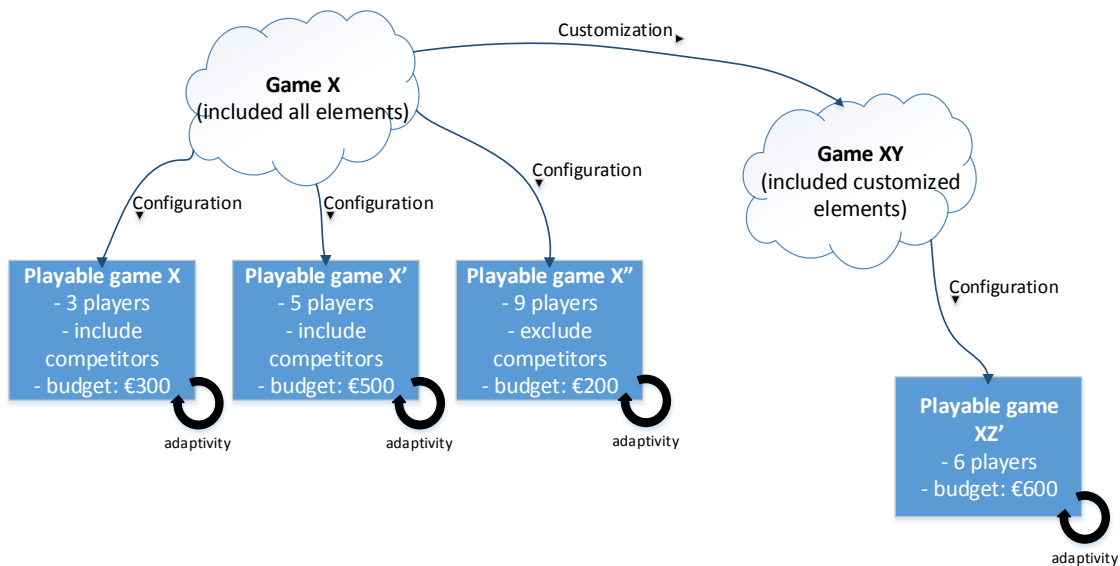 Customization
Game X
(included all elements)
Game XY
(included customized
elements)
Configuration
Configuration
Configuration
Configuration
Playable game X
- 3 players
- include
competitors
- budget: €300
adaptivity
Playable game X’
- 5 players
- include
competitors
- budget: €500
adaptivity
Playable game X”
- 9 players
- exclude
competitors
- budget: €200
adaptivity
Playable game
XZ’
- 6 players
- budget: €600
adaptivity